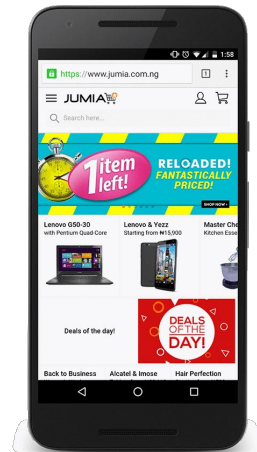 1:58
https://www.jumia.com.ng
1
JUMIA
Search here...
1 item left!
RELOADED!
FANTASTICALLY
PRICED!
SHOP NOW
Lenovo G50-30
with Pentium Quad-Core
Lenovo & Yezz
Starting from ₦15,900
Master Che
Kitchen Esse
Deals of the day!
DEALS
OF THE
DAY!
Back to Business
Alcatel & Imose
Hair Perfection